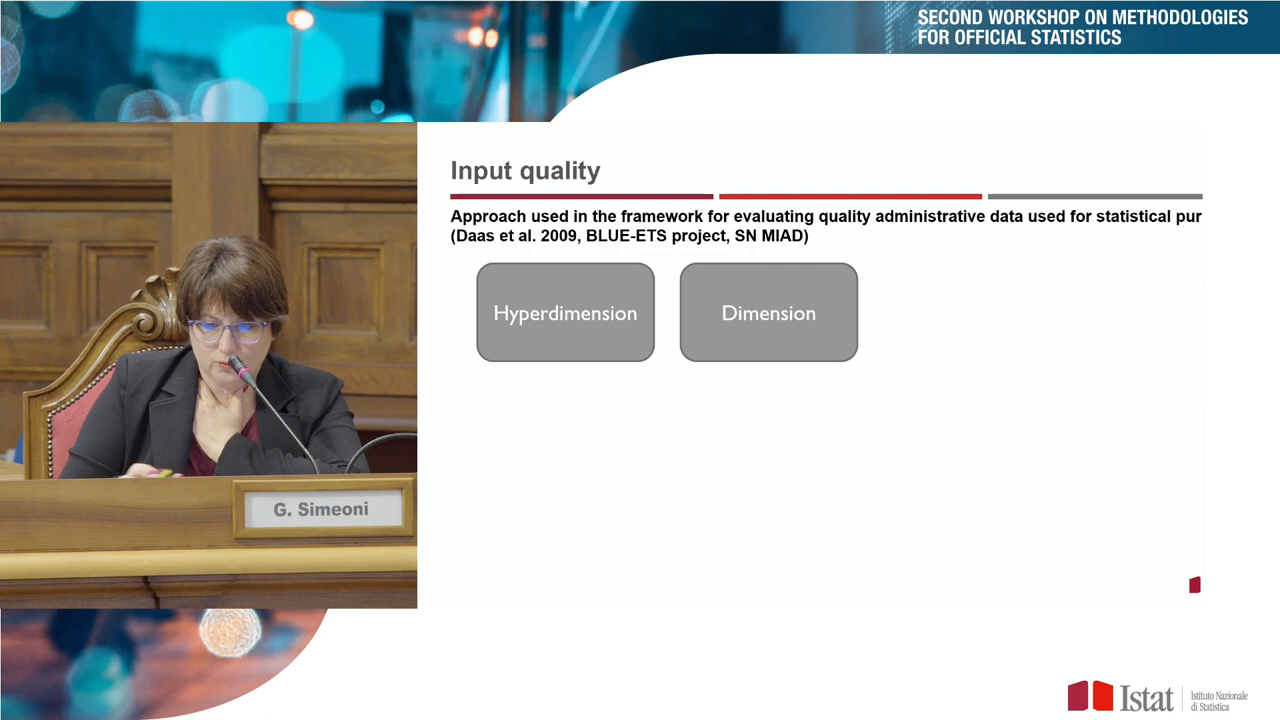 SECOND WORKSHOP ON METHODOLOGIES
FOR OFFICIAL STATISTICS
Input quality
Approach used in the framework for evaluating quality administrative data used for statistical pur
(Daas et al. 2009, BLUE-ETS project, SN MIAD)
Hyperdimension
Dimension
G. Simeoni
Istat
Istituto Nazionale
di Statistica